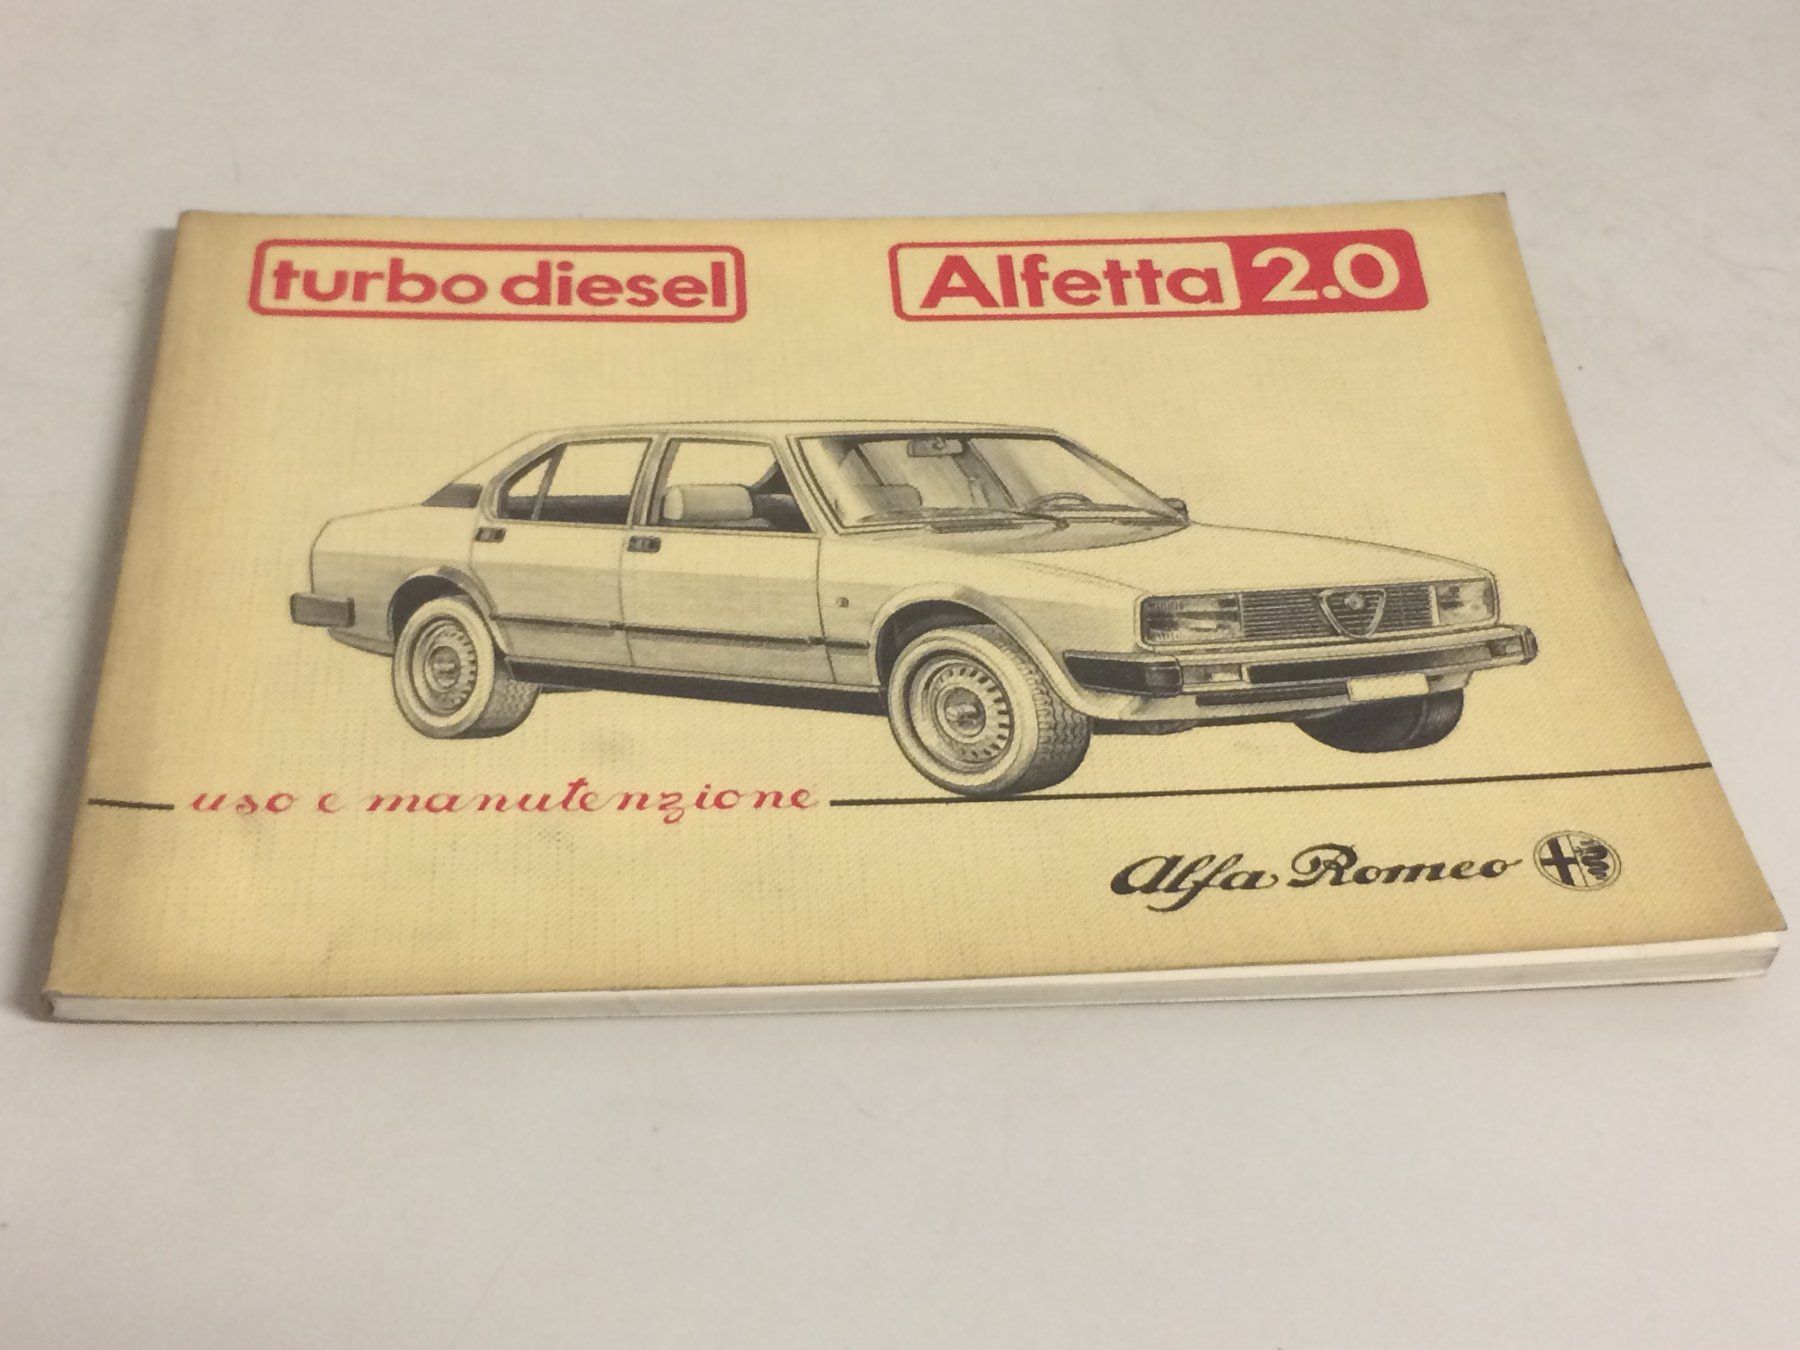 turbo diesel
Alfetta 2.0
uso e manutenzione
Alfa Romeo